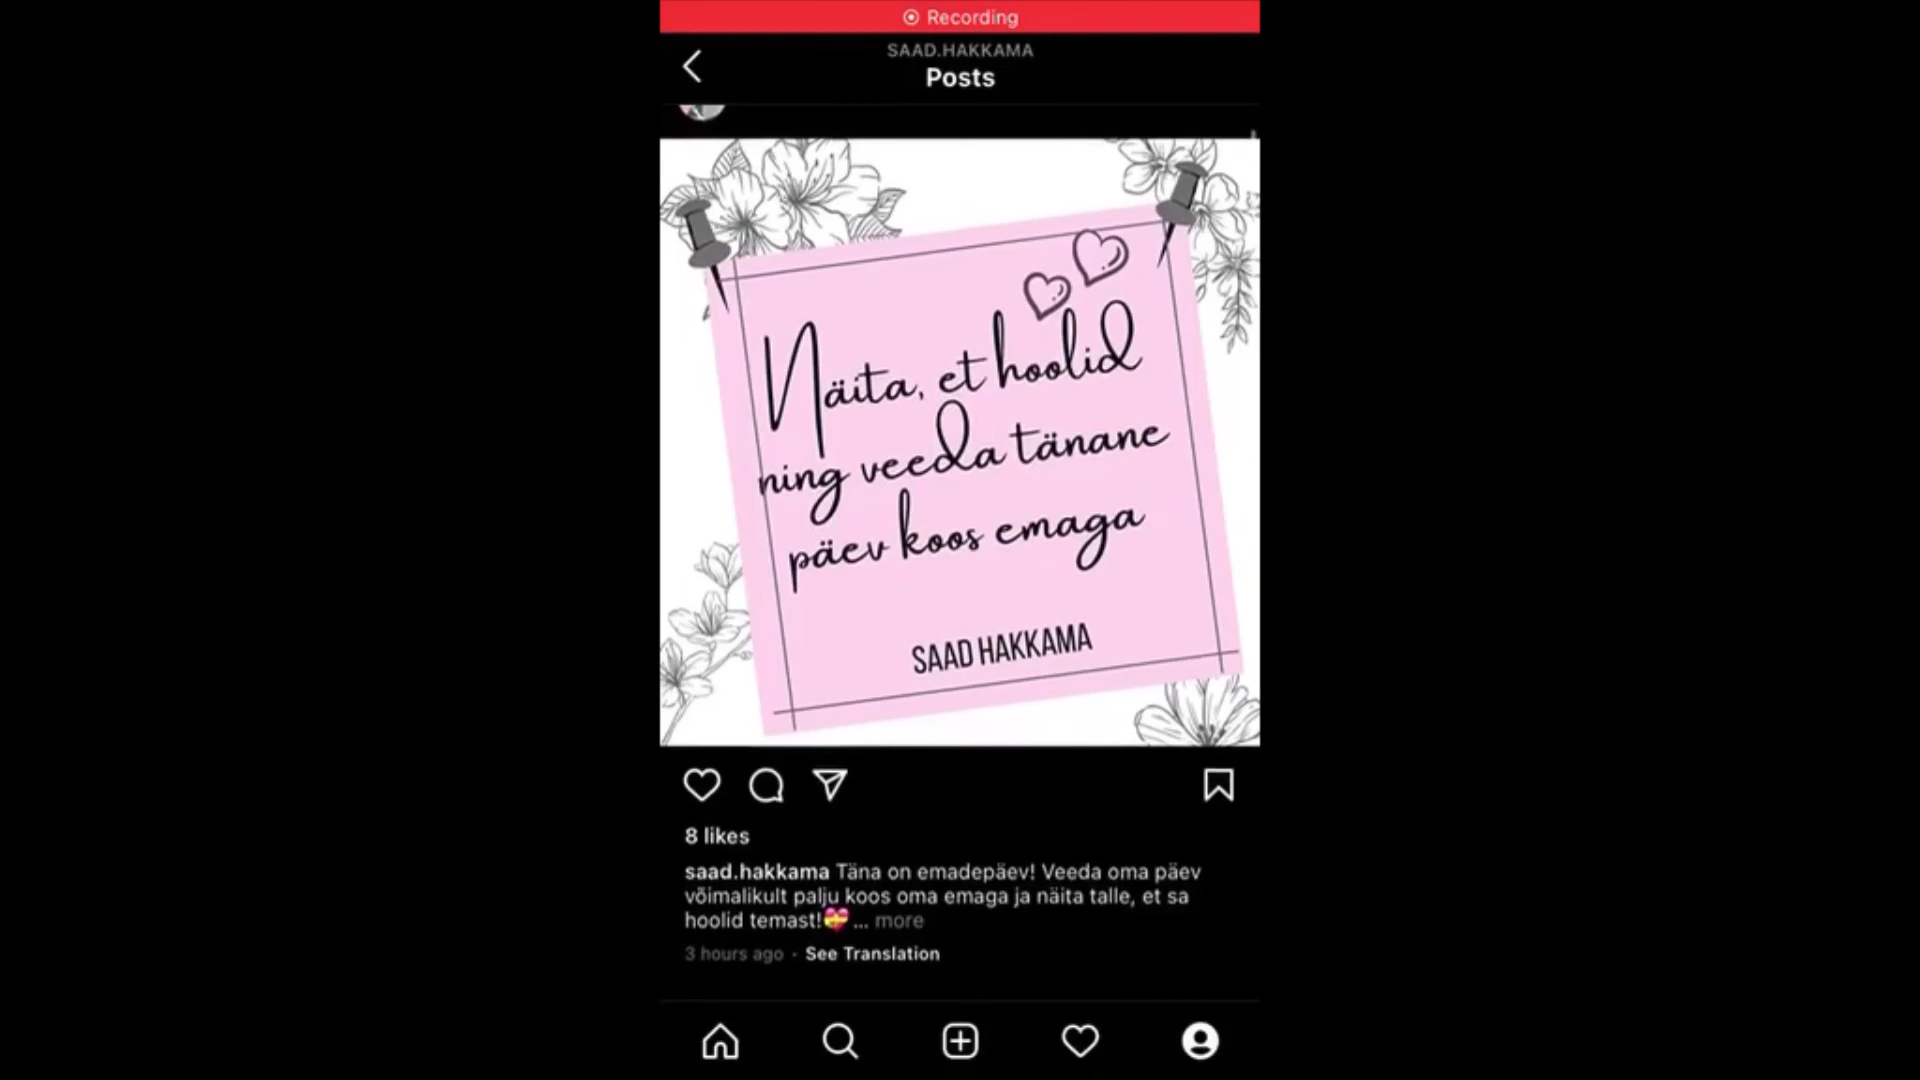 Recording
SAAD.HAKKAMA
Posts
Näita, et hoolid
ning veeda tänane
päev koos emaga
SAAD HAKKAMA
8 likes
saad.hakkama Täna on emadepäev! Veeda oma päev
võimalikult palju koos oma emaga ja näita talle, et sa
hoolid temast!💝 ... more
3 hours ago · See Translation